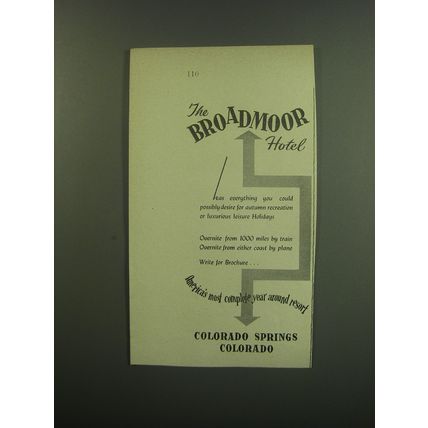 110
The
BROADMOOR
Hotel
Has everything you could
possibly desire for autumn recreation
or luxurious leisure Holidays
Overnite from 1000 miles by train
Overnite from either coast by plane
Write for Brochure . . .
America's most complete year around resort
COLORADO SPRINGS
COLORADO